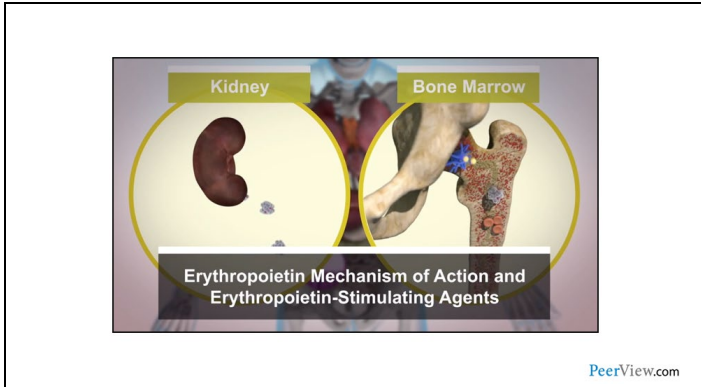 Kidney
Bone Marrow
Erythropoietin Mechanism of Action and
Erythropoietin-Stimulating Agents
PeerView.com